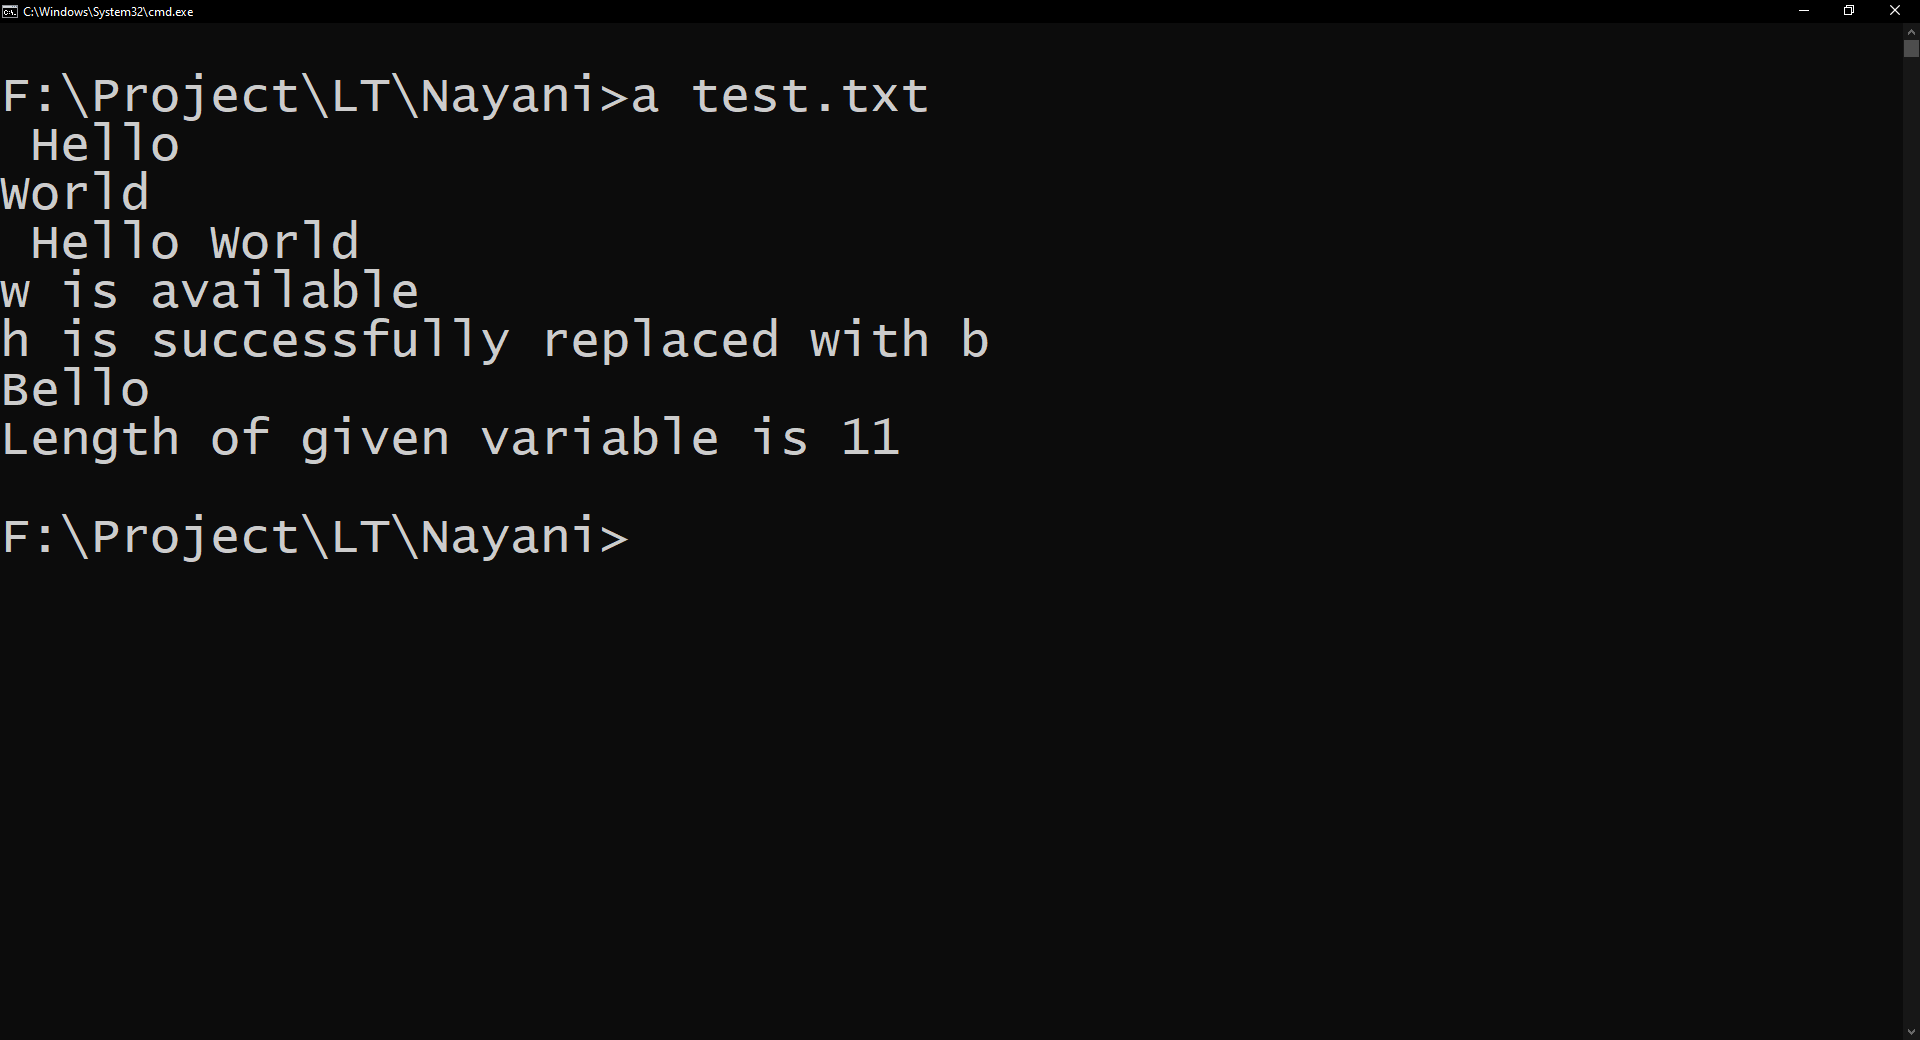 C:\Windows\System32\cmd.exe
F:\Project\LT\Nayani>a test.txt
 Hello
World
 Hello World
w is available
h is successfully replaced with b
Bello
Length of given variable is 11
F:\Project\LT\Nayani>